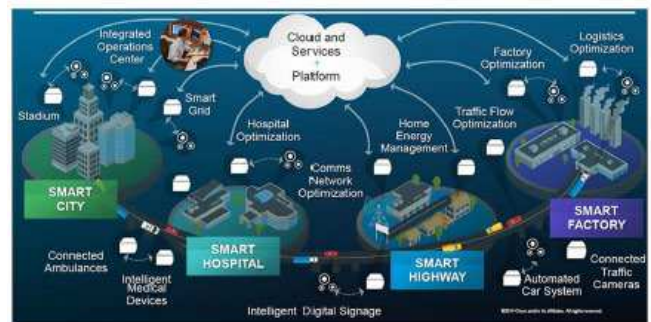 Integrated
Operations
Center
Cloud and
Services
+
Platform
Logistics
Optimization
Factory
Optimization
Stadium
Smart
Grid
Hospital
Optimization
Home
Energy
Management
Traffic Flow
Optimization
Comms
Network
Optimization
SMART
CITY
SMART
HOSPITAL
SMART
HIGHWAY
SMART
FACTORY
Connected
Ambulances
Intelligent
Medical
Devices
Intelligent Digital Signage
Automated
Car System
Connected
Traffic
Cameras